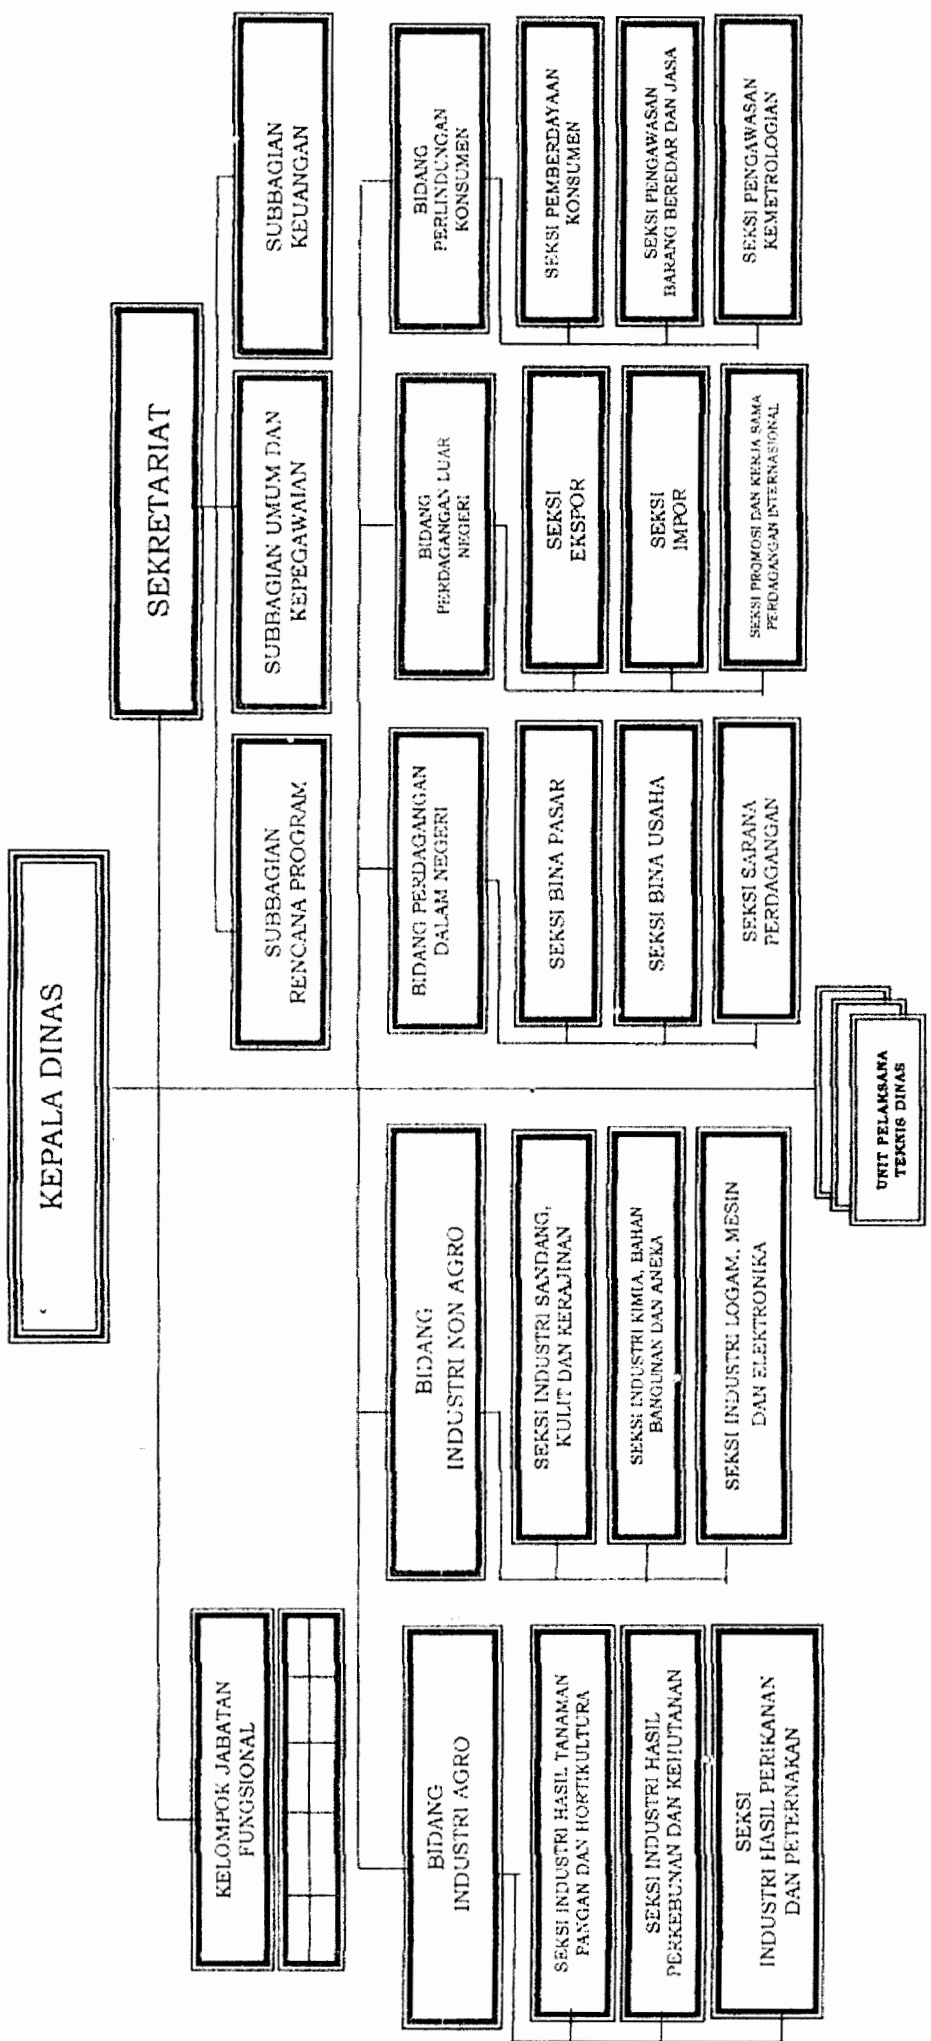 KEPALA DINAS
SEKRETARIAT
KELOMPOK JABATAN
FUNGSIONAL
SUBBAGIAN
RENCANA PROGRAM
SUBBAGIAN UMUM DAN
KEPEGAWAIAN
SUBBAGIAN
KEUANGAN
BIDANG
INDUSTRI AGRO
SEKSI INDUSTRI HASIL TANAMAN
PANGAN DAN HORTIKULTURA
SEKSI INDUSTRI HASIL
PERKEBUNAN DAN KEHUTANAN
SEKSI
INDUSTRI HASIL PERIKANAN
DAN PETERNAKAN
BIDANG
INDUSTRI NON AGRO
SEKSI INDUSTRI SANDANG,
KULIT DAN KERAJINAN
SEKSI INDUSTRI KIMIA, BAHAN
BANGUNAN DAN ANEKA
SEKSI INDUSTRI LOGAM, MESIN
DAN ELEKTRONIKA
BIDANG PERDAGANGAN
DALAM NEGERI
SEKSI BINA PASAR
SEKSI BINA USAHA
SEKSI SARANA
PERDAGANGAN
BIDANG
PERDAGANGAN LUAR
NEGERI
SEKSI
EKSPOR
SEKSI
IMPOR
SEKSI PROMOSI DAN KERJA SAMA
PERDAGANGAN INTERNASIONAL
BIDANG
PERLINDUNGAN
KONSUMEN
SEKSI PEMBERDAYAAN
KONSUMEN
SEKSI PENGAWASAN
BARANG BEREDAR DAN JASA
SEKSI PENGAWASAN
KEMETROLOGIAN
UNIT PELAKSANA
TEKNIS DINAS